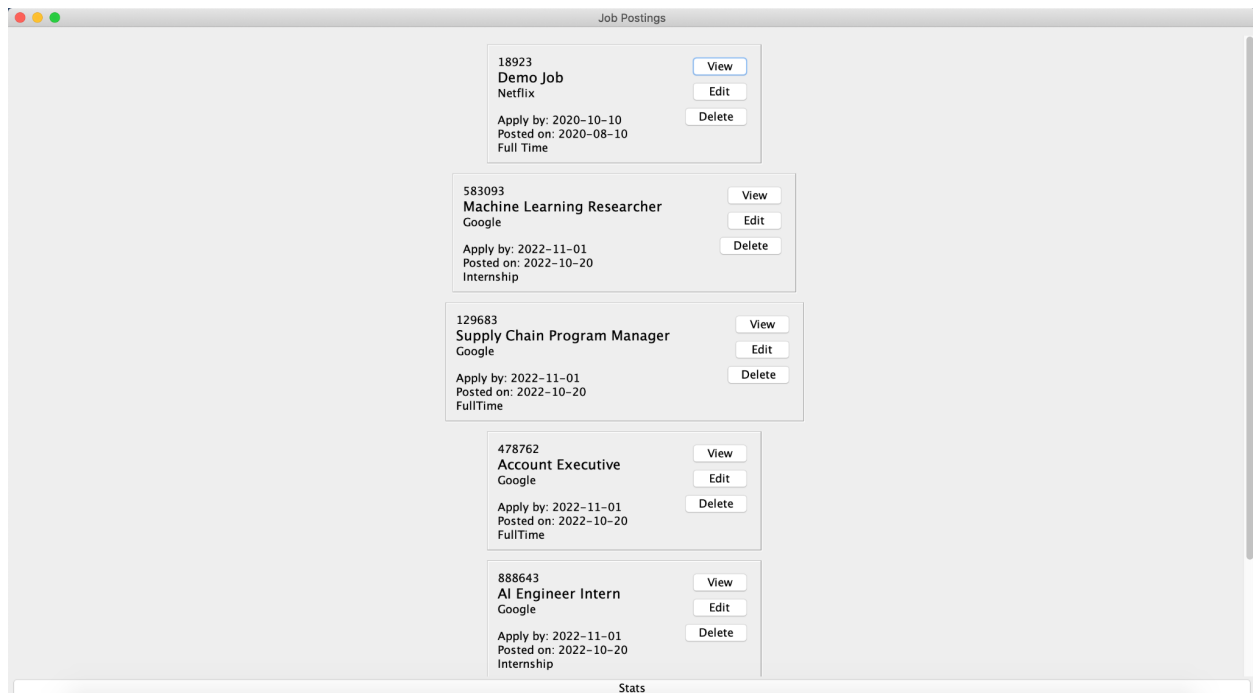 Job Postings
18923
Demo Job
Netflix
Apply by: 2020-10-10
Posted on: 2020-08-10
Full Time
View
Edit
Delete
583093
Machine Learning Researcher
Google
Apply by: 2022-11-01
Posted on: 2022-10-20
Internship
View
Edit
Delete
129683
Supply Chain Program Manager
Google
Apply by: 2022-11-01
Posted on: 2022-10-20
FullTime
View
Edit
Delete
478762
Account Executive
Google
Apply by: 2022-11-01
Posted on: 2022-10-20
FullTime
View
Edit
Delete
888643
AI Engineer Intern
Google
Apply by: 2022-11-01
Posted on: 2022-10-20
Internship
View
Edit
Delete
Stats